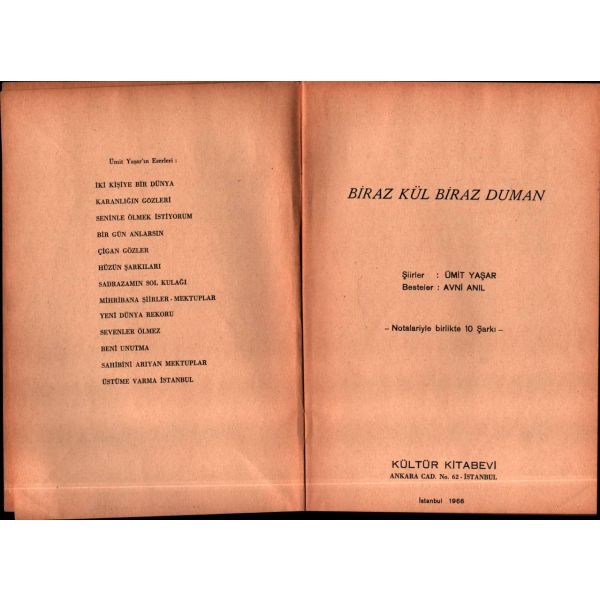 Ümit Yaşar'ın Eserleri :
İKİ KİŞİYE BİR DÜNYA
KARANLIĞIN GÖZLERİ
SENİNLE ÖLMEK İSTİYORUM
BİR GÜN ANLARSIN
ÇİGAN GÖZLER
HÜZÜN ŞARKILARI
SADRAZAMIN SOL KULAĞI
MİHRİBANA ŞİİRLER - MEKTUPLAR
YENİ DÜNYA REKORU
SEVENLER ÖLMEZ
BENİ UNUTMA
SAHİBİNİ ARIYAN MEKTUPLAR
ÜSTÜME VARMA İSTANBUL
BİRAZ KÜL BİRAZ DUMAN
Şiirler : ÜMİT YAŞAR
Besteler : AVNİ ANIL
– Notalariyle birlikte 10 Şarkı –
KÜLTÜR KİTABEVİ
ANKARA CAD. No. 62 - İSTANBUL
İstanbul 1966